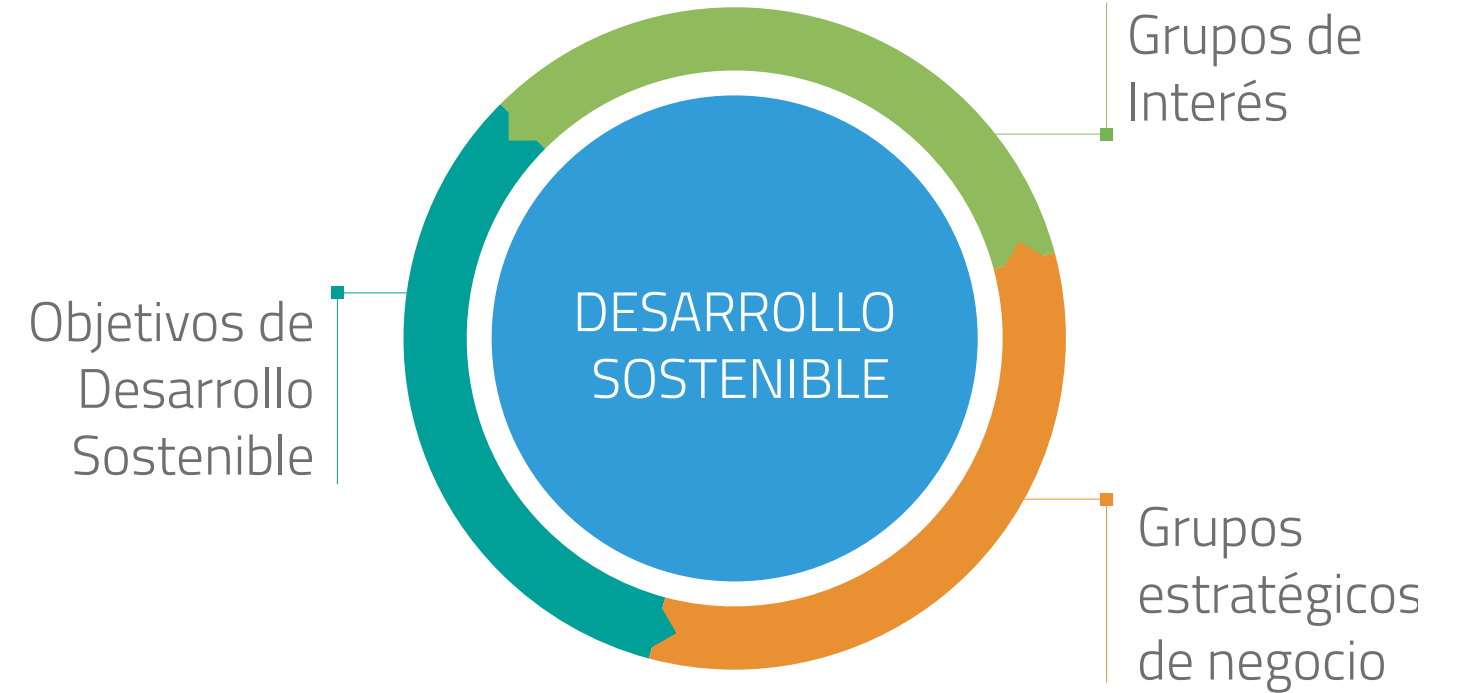 Grupos de
Interés
Objetivos de
Desarrollo
Sostenible
DESARROLLO
SOSTENIBLE
Grupos
estratégicos
de negocio